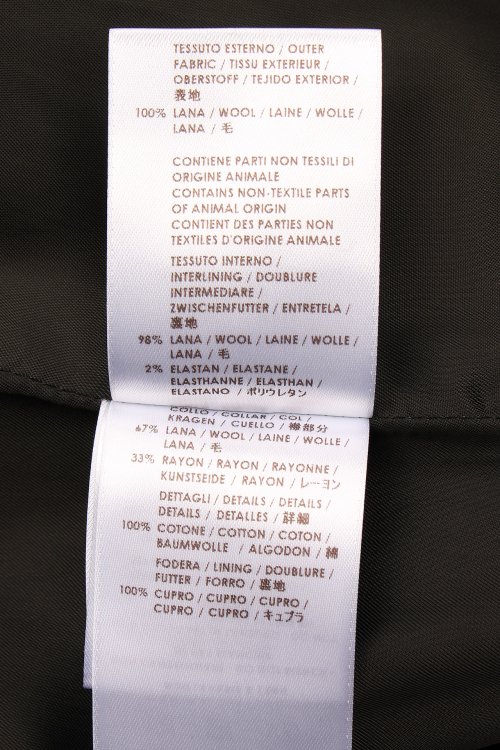 TESSUTO ESTERNO / OUTER
FABRIC / TISSU EXTERIEUR /
OBERSTOFF / TEJIDO EXTERIOR /
表地
100% LANA / WOOL / LAINE / WOLLE /
LANA / 毛
CONTIENE PARTI NON TESSILI DI
ORIGINE ANIMALE
CONTAINS NON-TEXTILE PARTS
OF ANIMAL ORIGIN
CONTIENT DES PARTIES NON
TEXTILES D'ORIGINE ANIMALE
TESSUTO INTERNO /
INTERLINING / DOUBLURE
INTERMEDIARE /
ZWISCHENFUTTER / ENTRETELA /
裏地
98% LANA / WOOL / LAINE / WOLLE /
LANA / 毛
2% ELASTAN / ELASTANE /
ELASTHANNE / ELASTHAN /
ELASTANO / ポリウレタン
COLLO / COLLAR / COL /
KRAGEN / CUELLO / 襟部分
67% LANA / WOOL / LAINE / WOLLE /
LANA / 毛
33% RAYON / RAYON / RAYONNE /
KUNSTSEIDE / RAYON / レーヨン
DETTAGLI / DETAILS / DETAILS /
DETAILS / DETALLES / 詳細
100% COTONE / COTTON / COTON /
BAUMWOLLE / ALGODON / 綿
FODERA / LINING / DOUBLURE /
FUTTER / FORRO / 裏地
100% CUPRO / CUPRO / CUPRO /
CUPRO / CUPRO / キュプラ